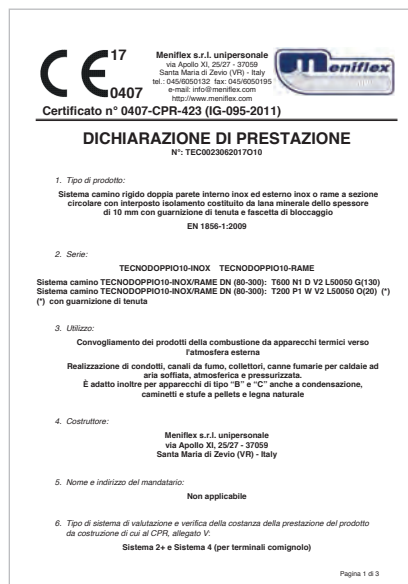 CE 17
0407
Meniflex s.r.l. unipersonale
via Apollo XI, 25/27 - 37059
Santa Maria di Zevio (VR) - Italy
tel.: 045/6050132 fax: 045/6050195
e-mail: info@meniflex.com
http://www.meniflex.com
Meniflex
Certificato n° 0407-CPR-423 (IG-095-2011)
DICHIARAZIONE DI PRESTAZIONE
N°: TEC0023062017O10
1. Tipo di prodotto:
Sistema camino rigido doppia parete interno inox ed esterno inox o rame a sezione
circolare con interposto isolamento costituito da lana minerale dello spessore
di 10 mm con guarnizione di tenuta e fascetta di bloccaggio
EN 1856-1:2009
2. Serie:
TECNODOPPIO10-INOX TECNODOPPIO10-RAME
Sistema camino TECNODOPPIO10-INOX/RAME DN (80-300): T600 N1 D V2 L50050 G(130)
Sistema camino TECNODOPPIO10-INOX/RAME DN (80-300): T200 P1 W V2 L50050 O(20) (*)
(*) con guarnizione di tenuta
3. Utilizzo:
Convogliamento dei prodotti della combustione da apparecchi termici verso
l'atmosfera esterna
Realizzazione di condotti, canali da fumo, collettori, canne fumarie per caldaie ad
aria soffiata, atmosferica e pressurizzata.
È adatto inoltre per apparecchi di tipo “B” e “C” anche a condensazione,
caminetti e stufe a pellets e legna naturale
4. Costruttore:
Meniflex s.r.l. unipersonale
via Apollo XI, 25/27 - 37059
Santa Maria di Zevio (VR) - Italy
5. Nome e indirizzo del mandatario:
Non applicabile
6. Tipo di sistema di valutazione e verifica della costanza della prestazione del prodotto
da costruzione di cui al CPR, allegato V:
Sistema 2+ e Sistema 4 (per terminali comignolo)
Pagina 1 di 3